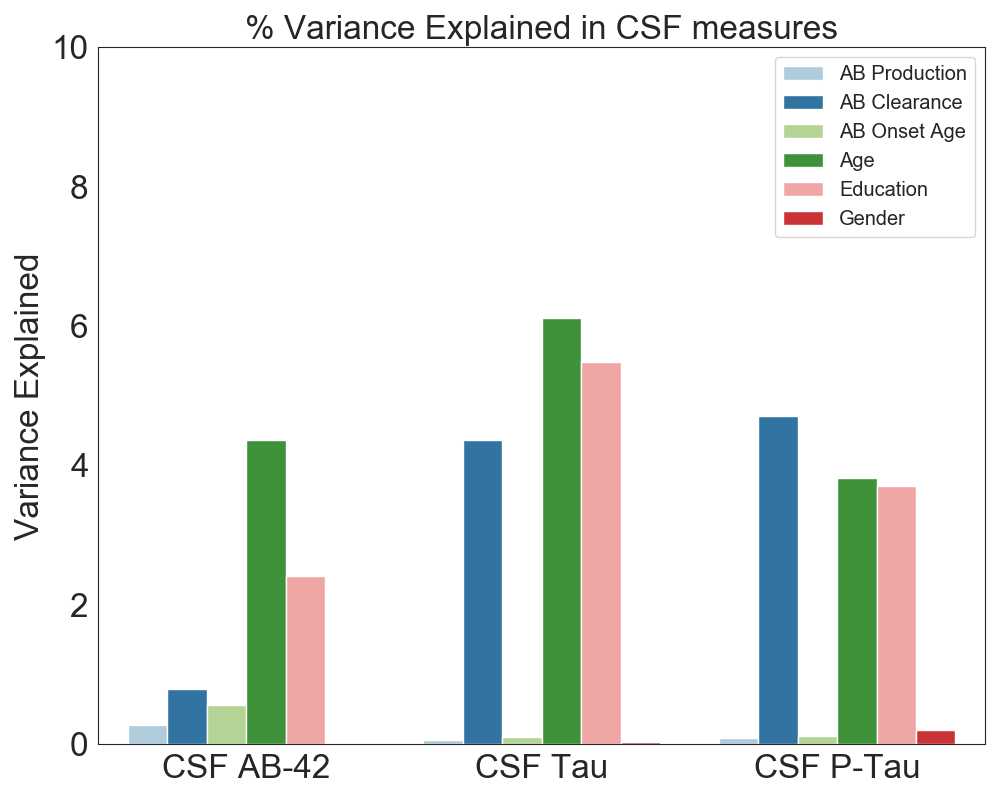 % Variance Explained in CSF measures
10
8
6
4
2
0
Variance Explained
AB Production
AB Clearance
AB Onset Age
Age
Education
Gender
CSF AB-42
CSF Tau
CSF P-Tau